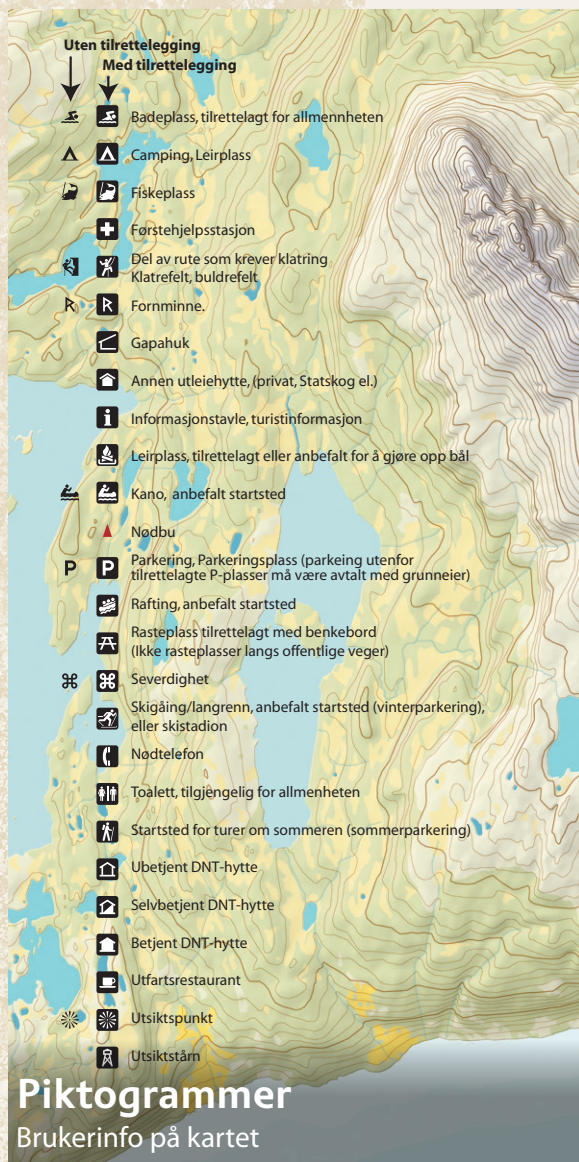 Uten tilrettelegging
Med tilrettelegging
Badeplass, tilrettelagt for allmennheten
Camping, Leirplass
Fiskeplass
Førstehjelpsstasjon
Del av rute som krever klatring
Klatrefelt, buldrefelt
Fornminne.
Gapahuk
Annen utleiehytte, (privat, Statskog el.)
Informasjonstavle, turistinformasjon
Leirplass, tilrettelagt eller anbefalt for å gjøre opp bål
Kano, anbefalt startsted
Nødbu
P P Parkering, Parkeringsplass (parkeing utenfor
tilrettelagte P-plasser må være avtalt med grunneier)
Rafting, anbefalt startsted
Rasteplass tilrettelagt med benkebord
(Ikke rasteplasser langs offentlige veger)
Severdighet
Skigåing/langrenn, anbefalt startsted (vinterparkering),
eller skistadion
Nødtelefon
Toalett, tilgjengelig for allmenheten
Startsted for turer om sommeren (sommerparkering)
Ubetjent DNT-hytte
Selvbetjent DNT-hytte
Betjent DNT-hytte
Utfartsrestaurant
Utsiktspunkt
Utsiktstårn
Piktogrammer
Brukerinfo på kartet